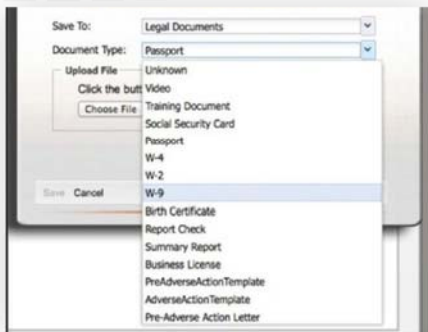 Save To: Legal Documents
Document Type: Passport
Upload File
Unknown
Click the butt
Video
Choose File
Training Document
Social Security Card
Passport
W-4
W-2
Save Cancel
W-9
Birth Certificate
Report Check
Summary Report
Business License
PreAdverseActionTemplate
AdverseActionTemplate
Pre-Adverse Action Letter